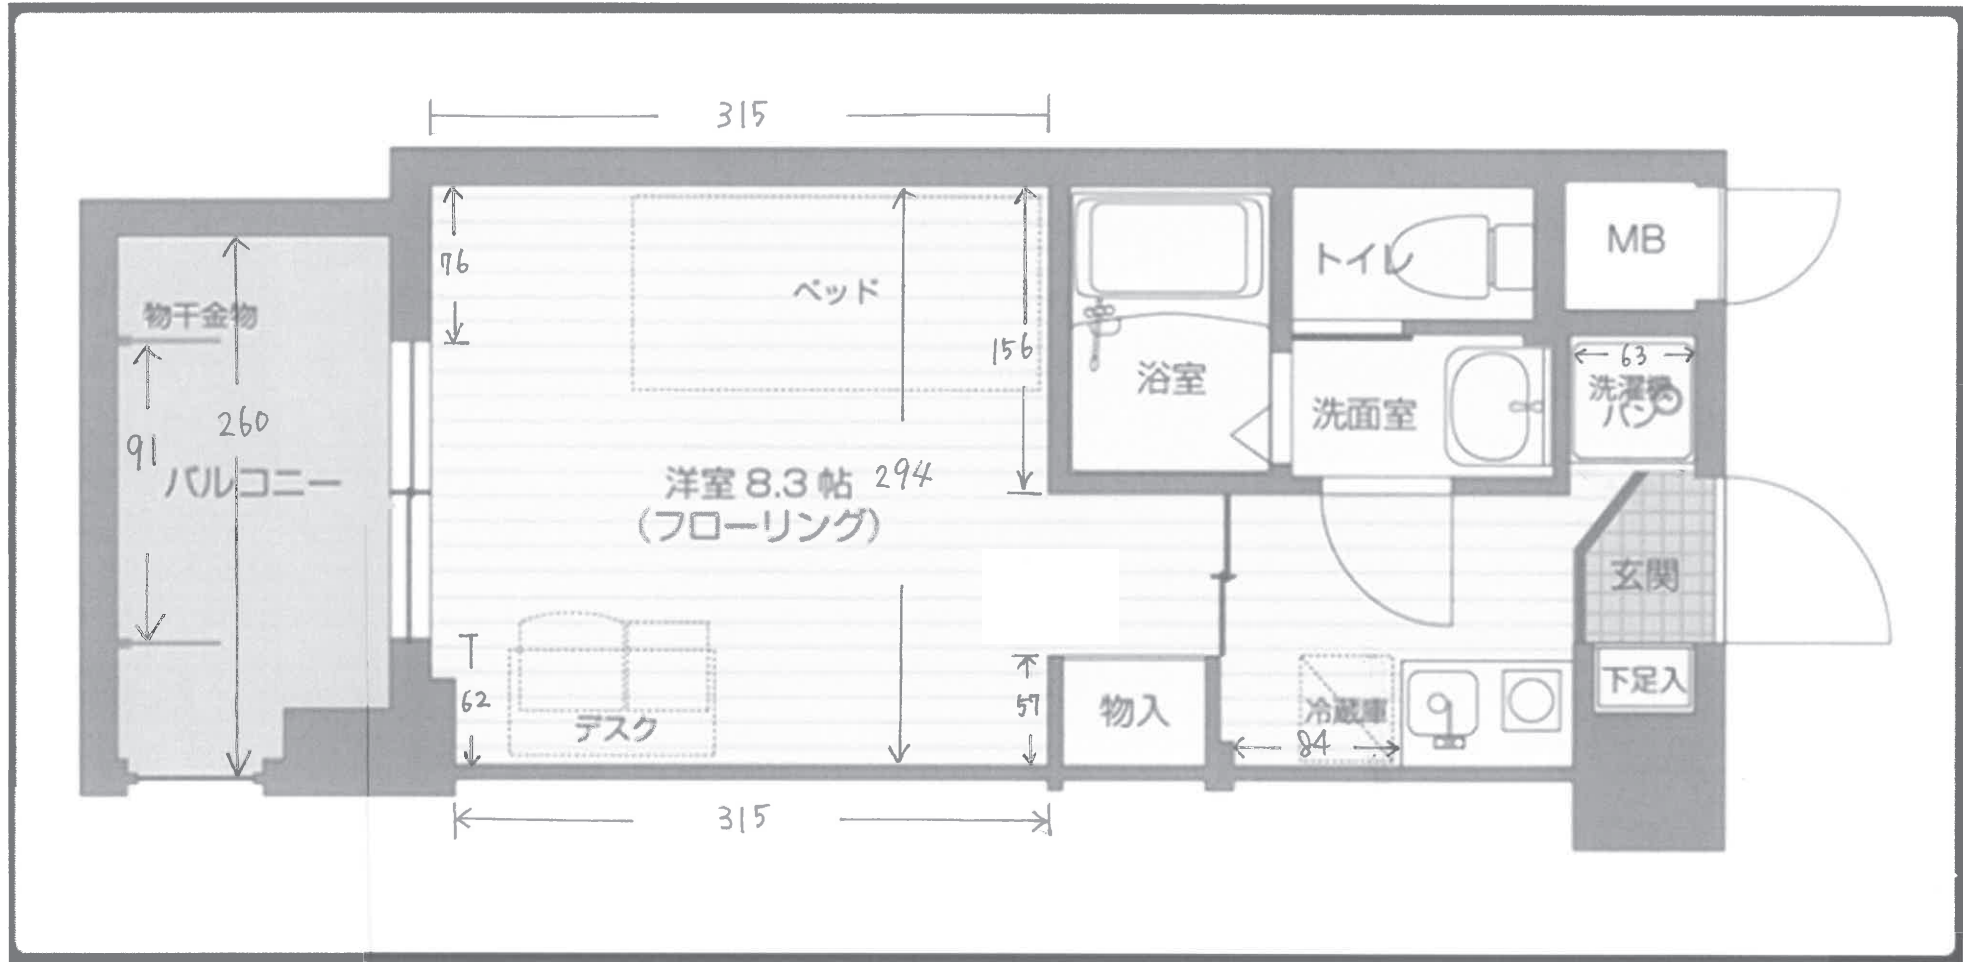 315
76
ベッド
156
トイレ
MB
物干金物
260
91
バルコニー
洋室 8.3 帖
(フローリング)
294
浴室
洗面室
63
洗濯機
パン
玄関
62
デスク
57
物入
冷蔵庫
84
下足入
315